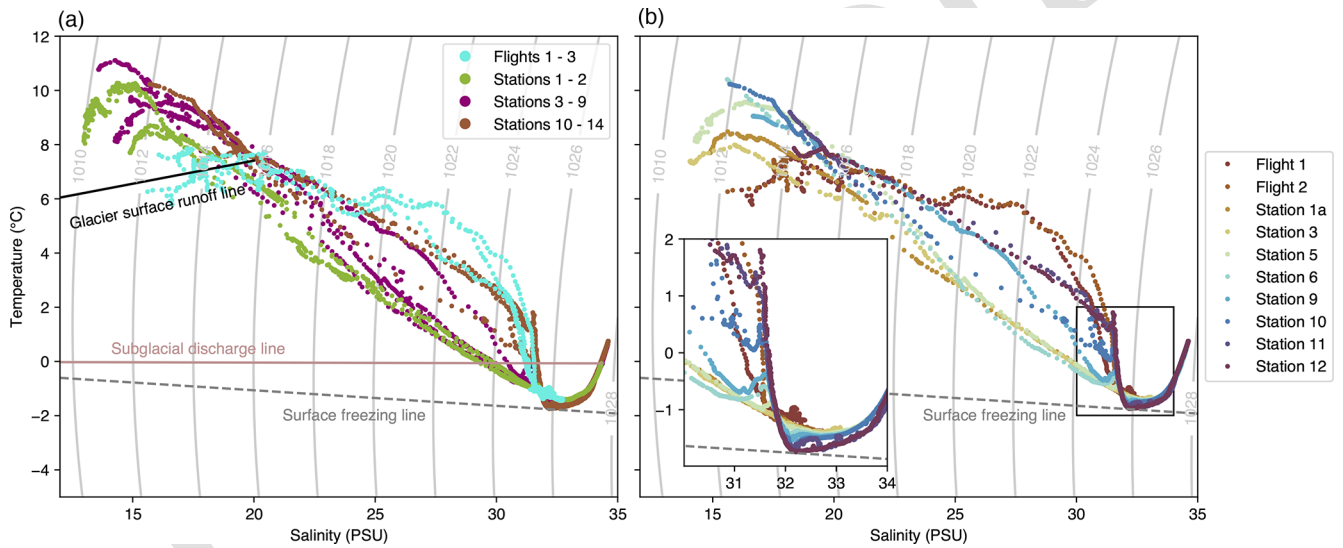 (a)
(b)
12
10
8
6
4
2
0
−2
−4
Temperature (°C)
Flights 1 - 3
Stations 1 - 2
Stations 3 - 9
Stations 10 - 14
1010
1012
1018
1020
1022
1024
1026
1028
Glacier surface runoff line
Subglacial discharge line
Surface freezing line
15
20
25
30
35
Salinity (PSU)
1010
1012
1018
1020
1022
1024
1026
1028
2
1
0
−1
31
32
33
34
Surface freezing line
15
20
25
30
35
Salinity (PSU)
Flight 1
Flight 2
Station 1a
Station 3
Station 5
Station 6
Station 9
Station 10
Station 11
Station 12